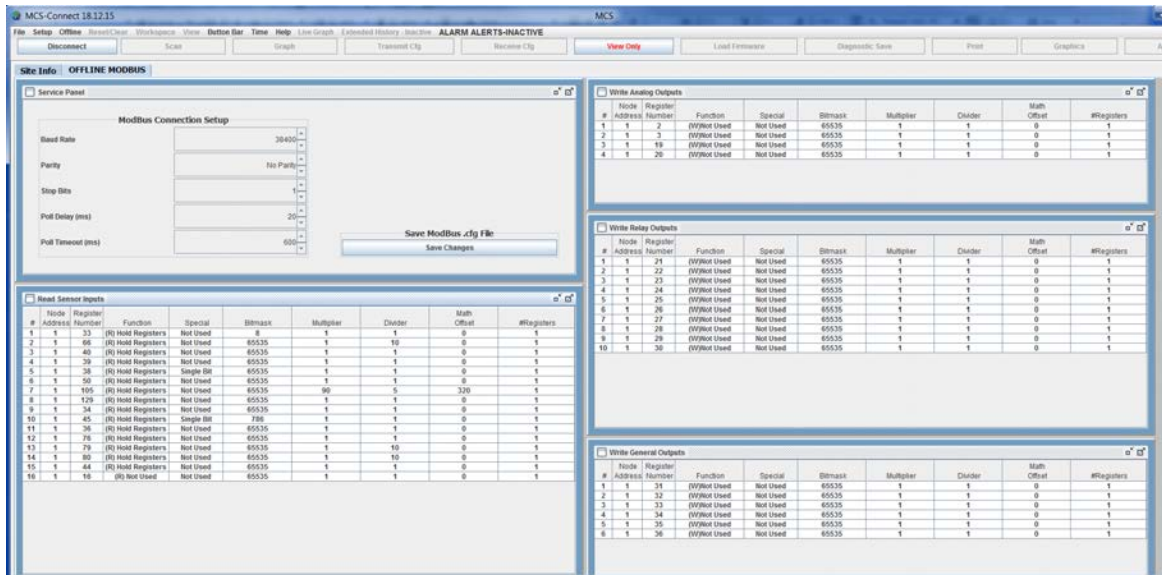 MCS-Connect 18.12.15 MCS
File Setup Offline Reset/Clear Workspace View Button Bar Time Help Live Graph Extended History - Inactive ALARM ALERTS-INACTIVE
Disconnect Scan Graph Transmit Cfg Receive Cfg View Only Load Firmware Diagnostic Save Print Graphics
Site Info OFFLINE MODBUS
Service Panel
ModBus Connection Setup
Baud Rate 38400
Parity No Parity
Stop Bits 1
Poll Delay (ms) 20
Poll Timeout (ms) 600
Save ModBus .cfg File
Save Changes
Read Sensor Inputs
# Node Address Register Number Function Special Bitmask Multiplier Divider Math Offset #Registers
1 1 33 (R) Hold Registers Not Used 8 1 1 0 1
2 1 66 (R) Hold Registers Not Used 65535 1 10 0 1
3 1 40 (R) Hold Registers Not Used 65535 1 1 0 1
4 1 39 (R) Hold Registers Not Used 65535 1 1 0 1
5 1 38 (R) Hold Registers Single Bit 65535 1 1 0 1
6 1 50 (R) Hold Registers Not Used 65535 1 1 0 1
7 1 105 (R) Hold Registers Not Used 65535 90 5 320 1
8 1 129 (R) Hold Registers Not Used 65535 1 1 0 1
9 1 34 (R) Hold Registers Not Used 65535 1 1 0 1
10 1 45 (R) Hold Registers Single Bit 786 1 1 0 1
11 1 36 (R) Hold Registers Not Used 65535 1 1 0 1
12 1 76 (R) Hold Registers Not Used 65535 1 1 0 1
13 1 79 (R) Hold Registers Not Used 65535 1 10 0 1
14 1 80 (R) Hold Registers Not Used 65535 1 10 0 1
15 1 44 (R) Hold Registers Not Used 65535 1 1 0 1
16 1 16 (R) Not Used Not Used 65535 1 1 0 1
Write Analog Outputs
# Node Address Register Number Function Special Bitmask Multiplier Divider Math Offset #Registers
1 1 2 (W)Not Used Not Used 65535 1 1 0 1
2 1 3 (W)Not Used Not Used 65535 1 1 0 1
3 1 19 (W)Not Used Not Used 65535 1 1 0 1
4 1 20 (W)Not Used Not Used 65535 1 1 0 1
Write Relay Outputs
# Node Address Register Number Function Special Bitmask Multiplier Divider Math Offset #Registers
1 1 21 (W)Not Used Not Used 65535 1 1 0 1
2 1 22 (W)Not Used Not Used 65535 1 1 0 1
3 1 23 (W)Not Used Not Used 65535 1 1 0 1
4 1 24 (W)Not Used Not Used 65535 1 1 0 1
5 1 25 (W)Not Used Not Used 65535 1 1 0 1
6 1 26 (W)Not Used Not Used 65535 1 1 0 1
7 1 27 (W)Not Used Not Used 65535 1 1 0 1
8 1 28 (W)Not Used Not Used 65535 1 1 0 1
9 1 29 (W)Not Used Not Used 65535 1 1 0 1
10 1 30 (W)Not Used Not Used 65535 1 1 0 1
Write General Outputs
# Node Address Register Number Function Special Bitmask Multiplier Divider Math Offset #Registers
1 1 31 (W)Not Used Not Used 65535 1 1 0 1
2 1 32 (W)Not Used Not Used 65535 1 1 0 1
3 1 33 (W)Not Used Not Used 65535 1 1 0 1
4 1 34 (W)Not Used Not Used 65535 1 1 0 1
5 1 35 (W)Not Used Not Used 65535 1 1 0 1
6 1 36 (W)Not Used Not Used 65535 1 1 0 1